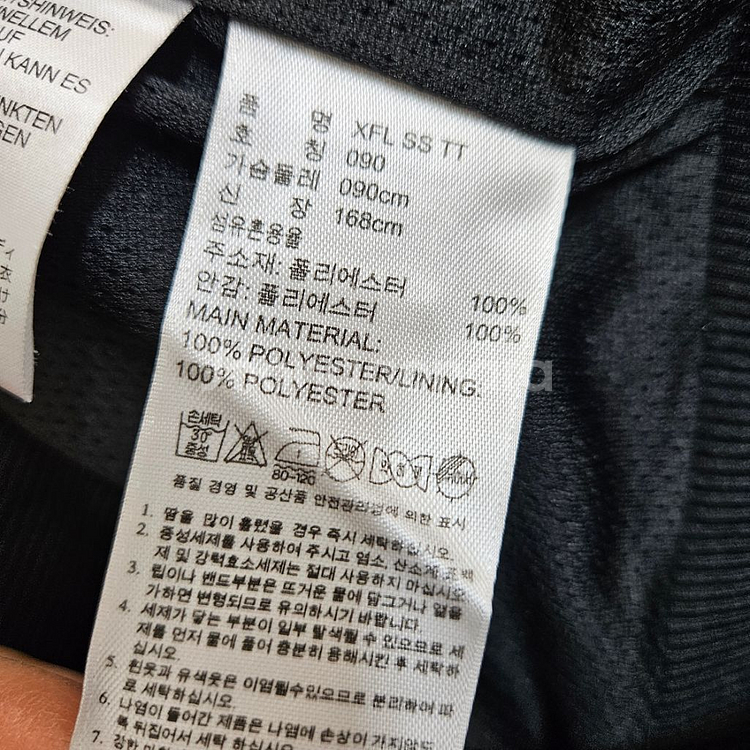 TSHINWEIS:
NELLEM
UF
KANN ES
NKTEN
GEN
품 명 XFL SS TT
호 칭 090
가슴둘레 090cm
신 장 168cm
섬유혼용율
주소재: 폴리에스터 100%
안감: 폴리에스터 100%
MAIN MATERIAL:
100% POLYESTER/LINING:
100% POLYESTER
손세탁
30°
중성
80-120
품질 경영 및 공산품 안전관리법에 의한 표시
1. 땀을 많이 흘렸을 경우 즉시 세탁하십시오.
2. 중성세제를 사용하여 주시고 염소, 산소계 표백
제 및 강력효소세제는 절대 사용하지 마십시오
3. 립이나 밴드부분은 뜨거운 물에 담그거나 열을
가하면 변형되므로 유의하시기 바랍니다.
4. 세제가 닿는 부분이 일부 탈색될 수 있으므로 세
제를 먼저 물에 풀어 충분히 용해시킨 후 세탁하
십시오.
5. 흰옷과 유색옷은 이염될수있으므로 분리하여 따
로 세탁하십시오.
6. 나염이 들어간 제품은 나염에 손상이 가지않도
록 뒤집어서 세탁 하십시오.
7. 강한